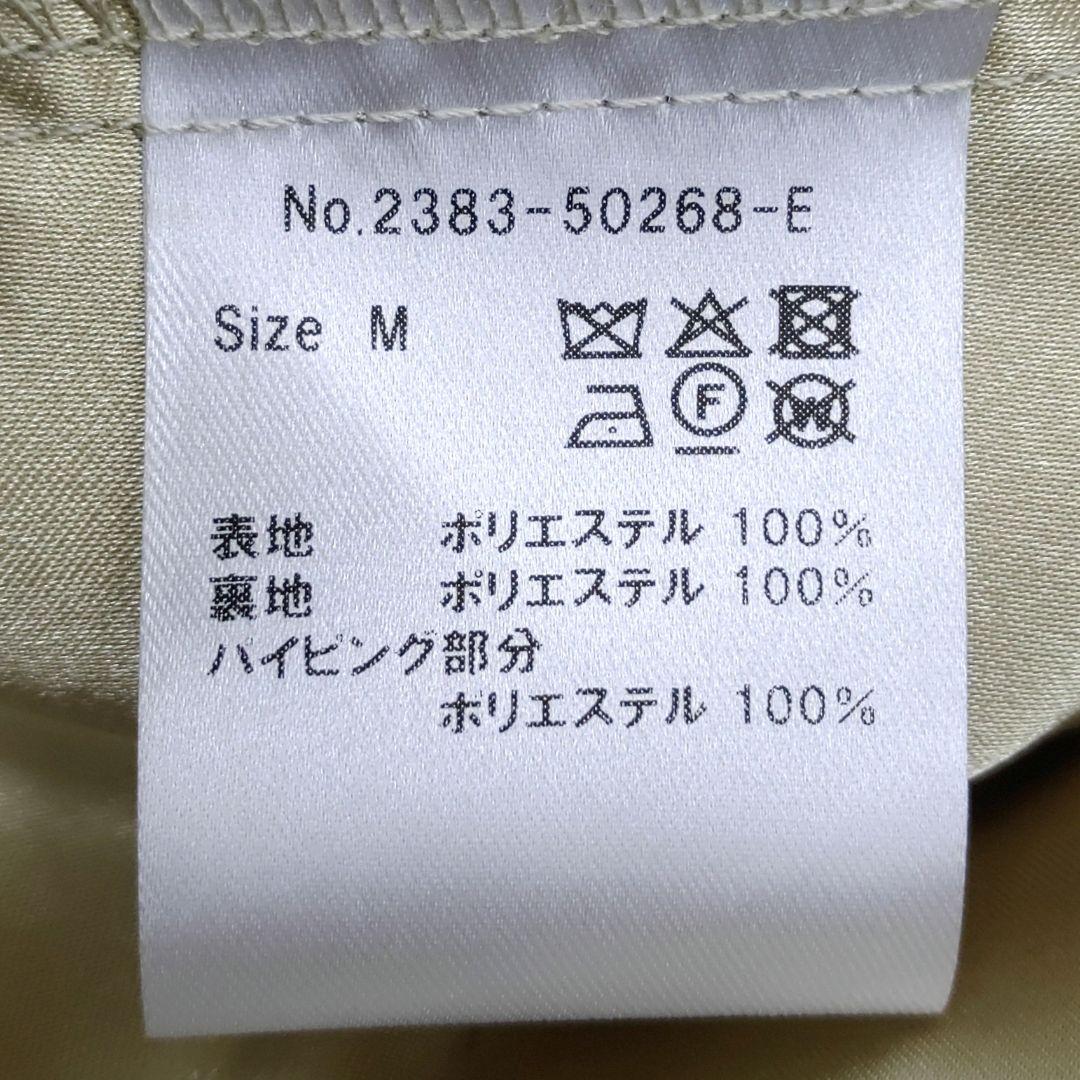 No.2383-50268-E
Size M
F
W
表地 ポリエステル 100%
裏地 ポリエステル 100%
パイピング部分
ポリエステル 100%